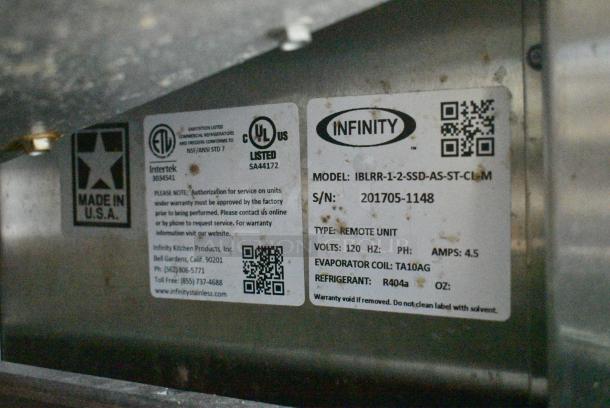 MADE IN
U.S.A.
ETL
Intertek
3034541
SANITATION LISTED
COMMERCIAL REFRIGERATORS
AND FREEZERS CONFORMS TO
NSF/ANSI STD 7
C UL US
LISTED
SA44172
PLEASE NOTE: Authorization for service on units
under warranty must be approved by the factory
prior to being performed. Please contact us online
or by phone to request service. For warranty
information visit our website.
Infinity Kitchen Products, Inc.
Bell Gardens, Calif. 90201
Ph: (562) 806-5771
Toll Free: (855) 737-4688
www.infinitystainless.com
INFINITY
™
MODEL: IBLRR-1-2-SSD-AS-ST-CL-M
S/N: 201705-1148
TYPE: REMOTE UNIT
VOLTS: 120 HZ: PH: AMPS: 4.5
EVAPORATOR COIL: TA10AG
REFRIGERANT: R404a OZ:
Warranty void if removed. Do not clean label with solvent.